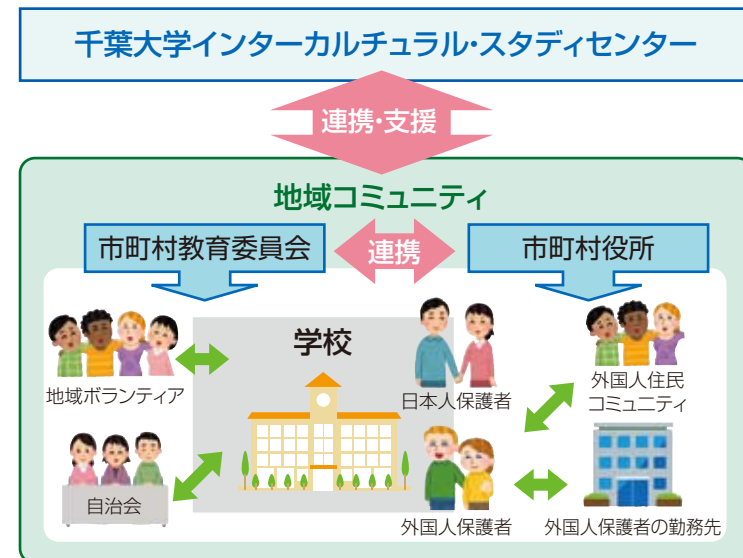 千葉大学インターカルチュラル・スタディセンター
連携・支援
地域コミュニティ
市町村教育委員会
連携
市町村役所
学校
地域ボランティア
日本人保護者
外国人住民
コミュニティ
自治会
外国人保護者
外国人保護者の勤務先